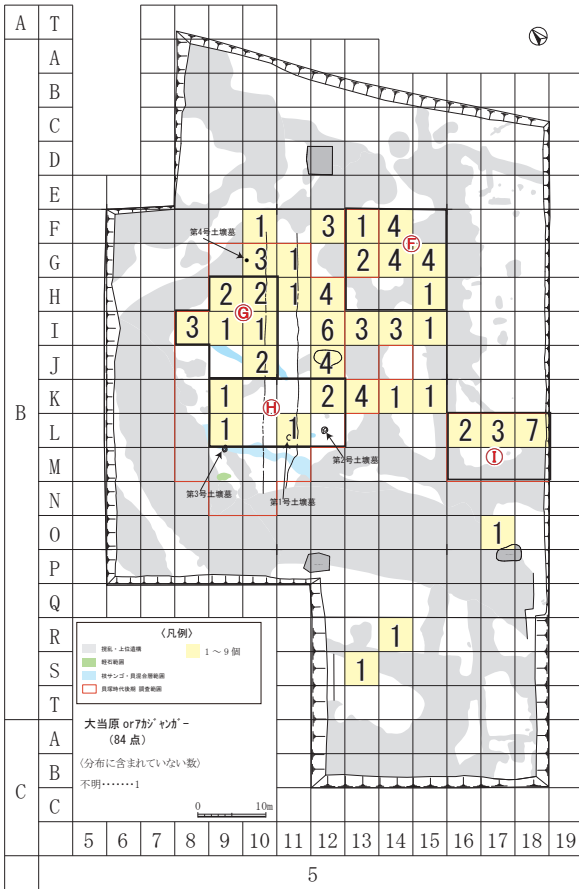 A T
A
B
C
D
E
F 1 3 1 4 Ⓕ
第4号土壙墓
G 3 1 2 4 4
H 2 2 1 4 1
Ⓖ
I 3 1 1 6 3 3 1
J 2 4
K 1 2 4 1 1
B
Ⓗ
L 1 1 2 3 7
M Ⓘ
第3号土壙墓 第1号土壙墓 第2号土壙墓
N
O 1
P
Q
R 1
S 1
T
〈凡例〉
撹乱・上位遺構
1～9個
軽石範囲
枝サンゴ・貝混合層範囲
貝塚時代後期 調査範囲
大当原 orアカジャンガー
(84 点)
(分布に含まれていない数)
不明‥‥‥‥1
0 10m
A
B
C
C
5 6 7 8 9 10 11 12 13 14 15 16 17 18 19
5